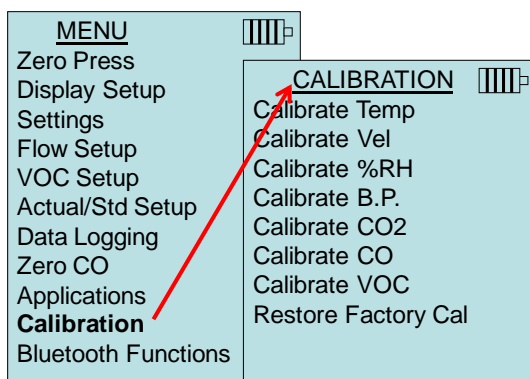 MENU
Zero Press
Display Setup
Settings
Flow Setup
VOC Setup
Actual/Std Setup
Data Logging
Zero CO
Applications
Calibration
Bluetooth Functions
CALIBRATION
Calibrate Temp
Calibrate Vel
Calibrate %RH
Calibrate B.P.
Calibrate CO2
Calibrate CO
Calibrate VOC
Restore Factory Cal